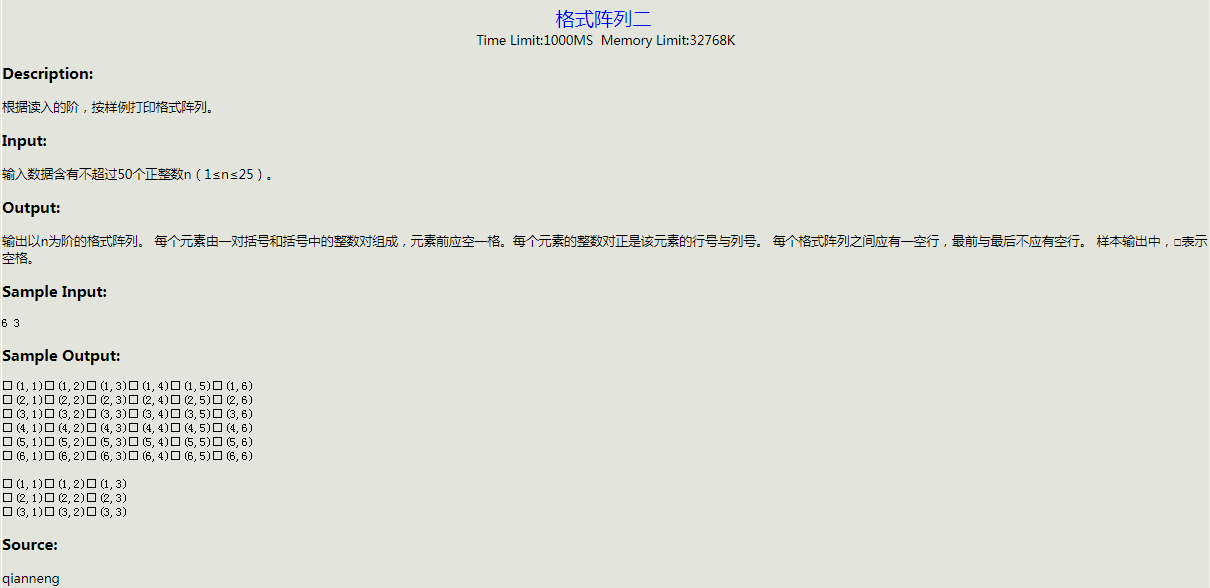 格式阵列二
Time Limit:1000MS Memory Limit:32768K
Description:
根据读入的阶，按样例打印格式阵列。
Input:
输入数据含有不超过50个正整数n（1≤n≤25）。
Output:
输出以n为阶的格式阵列。 每个元素由一对括号和括号中的整数对组成，元素前应空一格。每个元素的整数对正是该元素的行号与列号。 每个格式阵列之间应有一空行，最前与最后不应有空行。 样本输出中，□表示
空格。
Sample Input:
6 3
Sample Output:
□(1,1)□(1,2)□(1,3)□(1,4)□(1,5)□(1,6)
□(2,1)□(2,2)□(2,3)□(2,4)□(2,5)□(2,6)
□(3,1)□(3,2)□(3,3)□(3,4)□(3,5)□(3,6)
□(4,1)□(4,2)□(4,3)□(4,4)□(4,5)□(4,6)
□(5,1)□(5,2)□(5,3)□(5,4)□(5,5)□(5,6)
□(6,1)□(6,2)□(6,3)□(6,4)□(6,5)□(6,6)
□(1,1)□(1,2)□(1,3)
□(2,1)□(2,2)□(2,3)
□(3,1)□(3,2)□(3,3)
Source:
qianneng